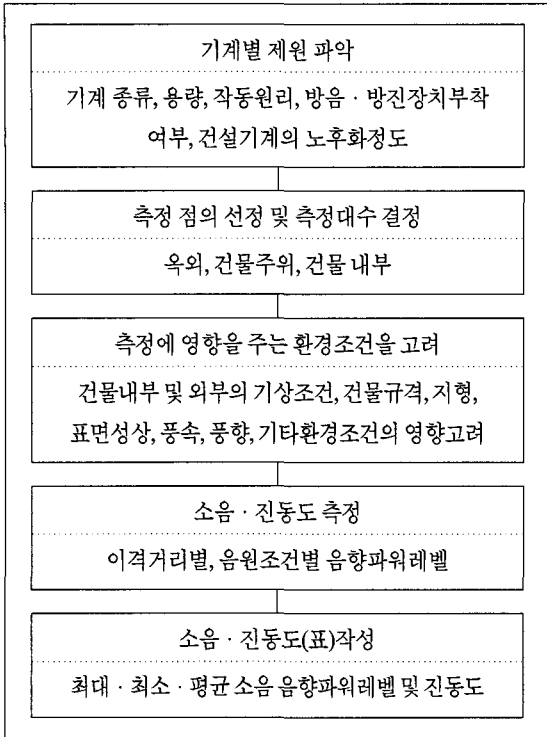 기계별 제원 파악
기계 종류, 용량, 작동원리, 방음 · 방진장치부착
여부, 건설기계의 노후화정도
측정 점의 선정 및 측정대수 결정
옥외, 건물주위, 건물 내부
측정에 영향을 주는 환경조건을 고려
건물내부 및 외부의 기상조건, 건물규격, 지형,
표면성상, 풍속, 풍향, 기타환경조건의 영향고려
소음 · 진동도 측정
이격거리별, 음원조건별 음향파워레벨
소음 · 진동도(표)작성
최대 · 최소 · 평균 소음 음향파워레벨 및 진동도